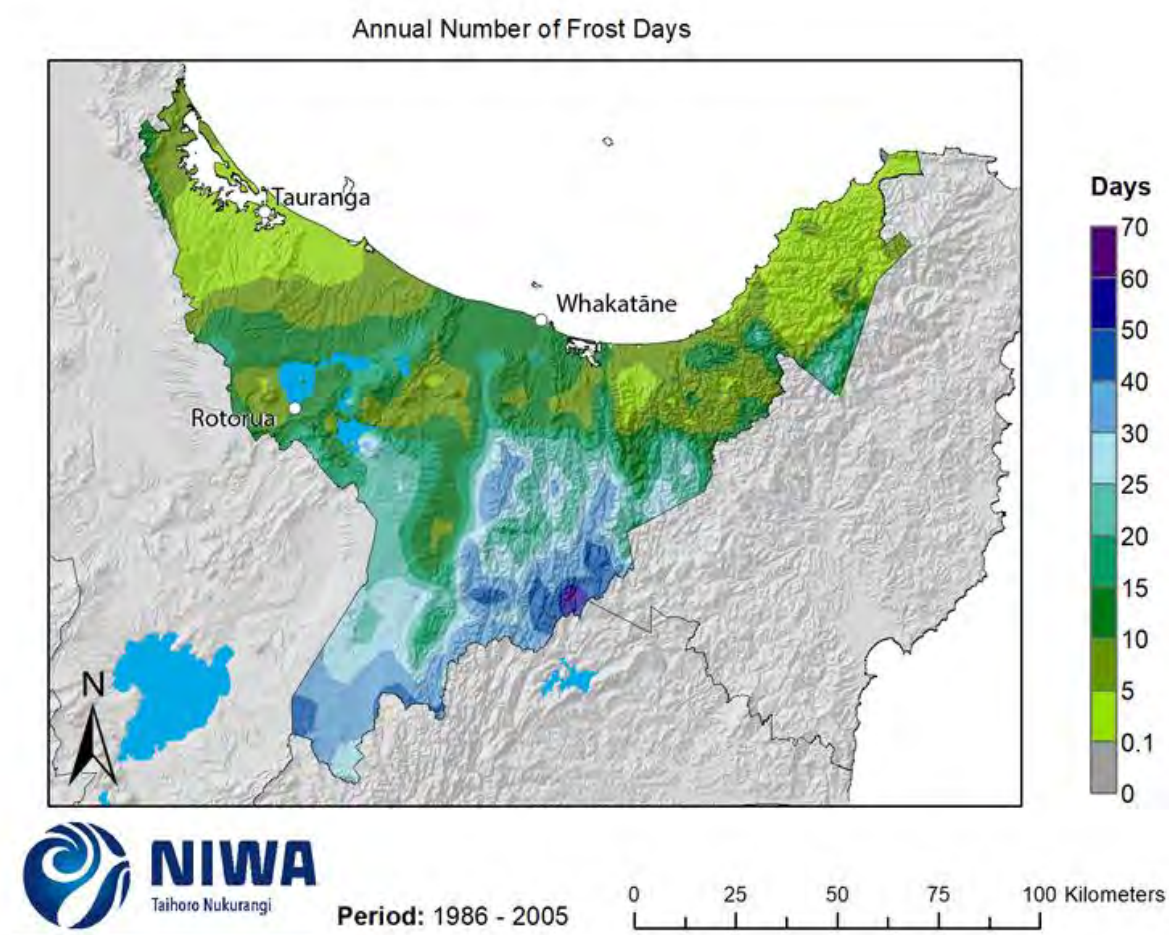 Annual Number of Frost Days
Tauranga
Whakatāne
Rotorua
N
Days
70
60
50
40
30
25
20
15
10
5
0.1
0
NIWA
Taihoro Nukurangi
Period: 1986 - 2005
0 25 50 75 100 Kilometers